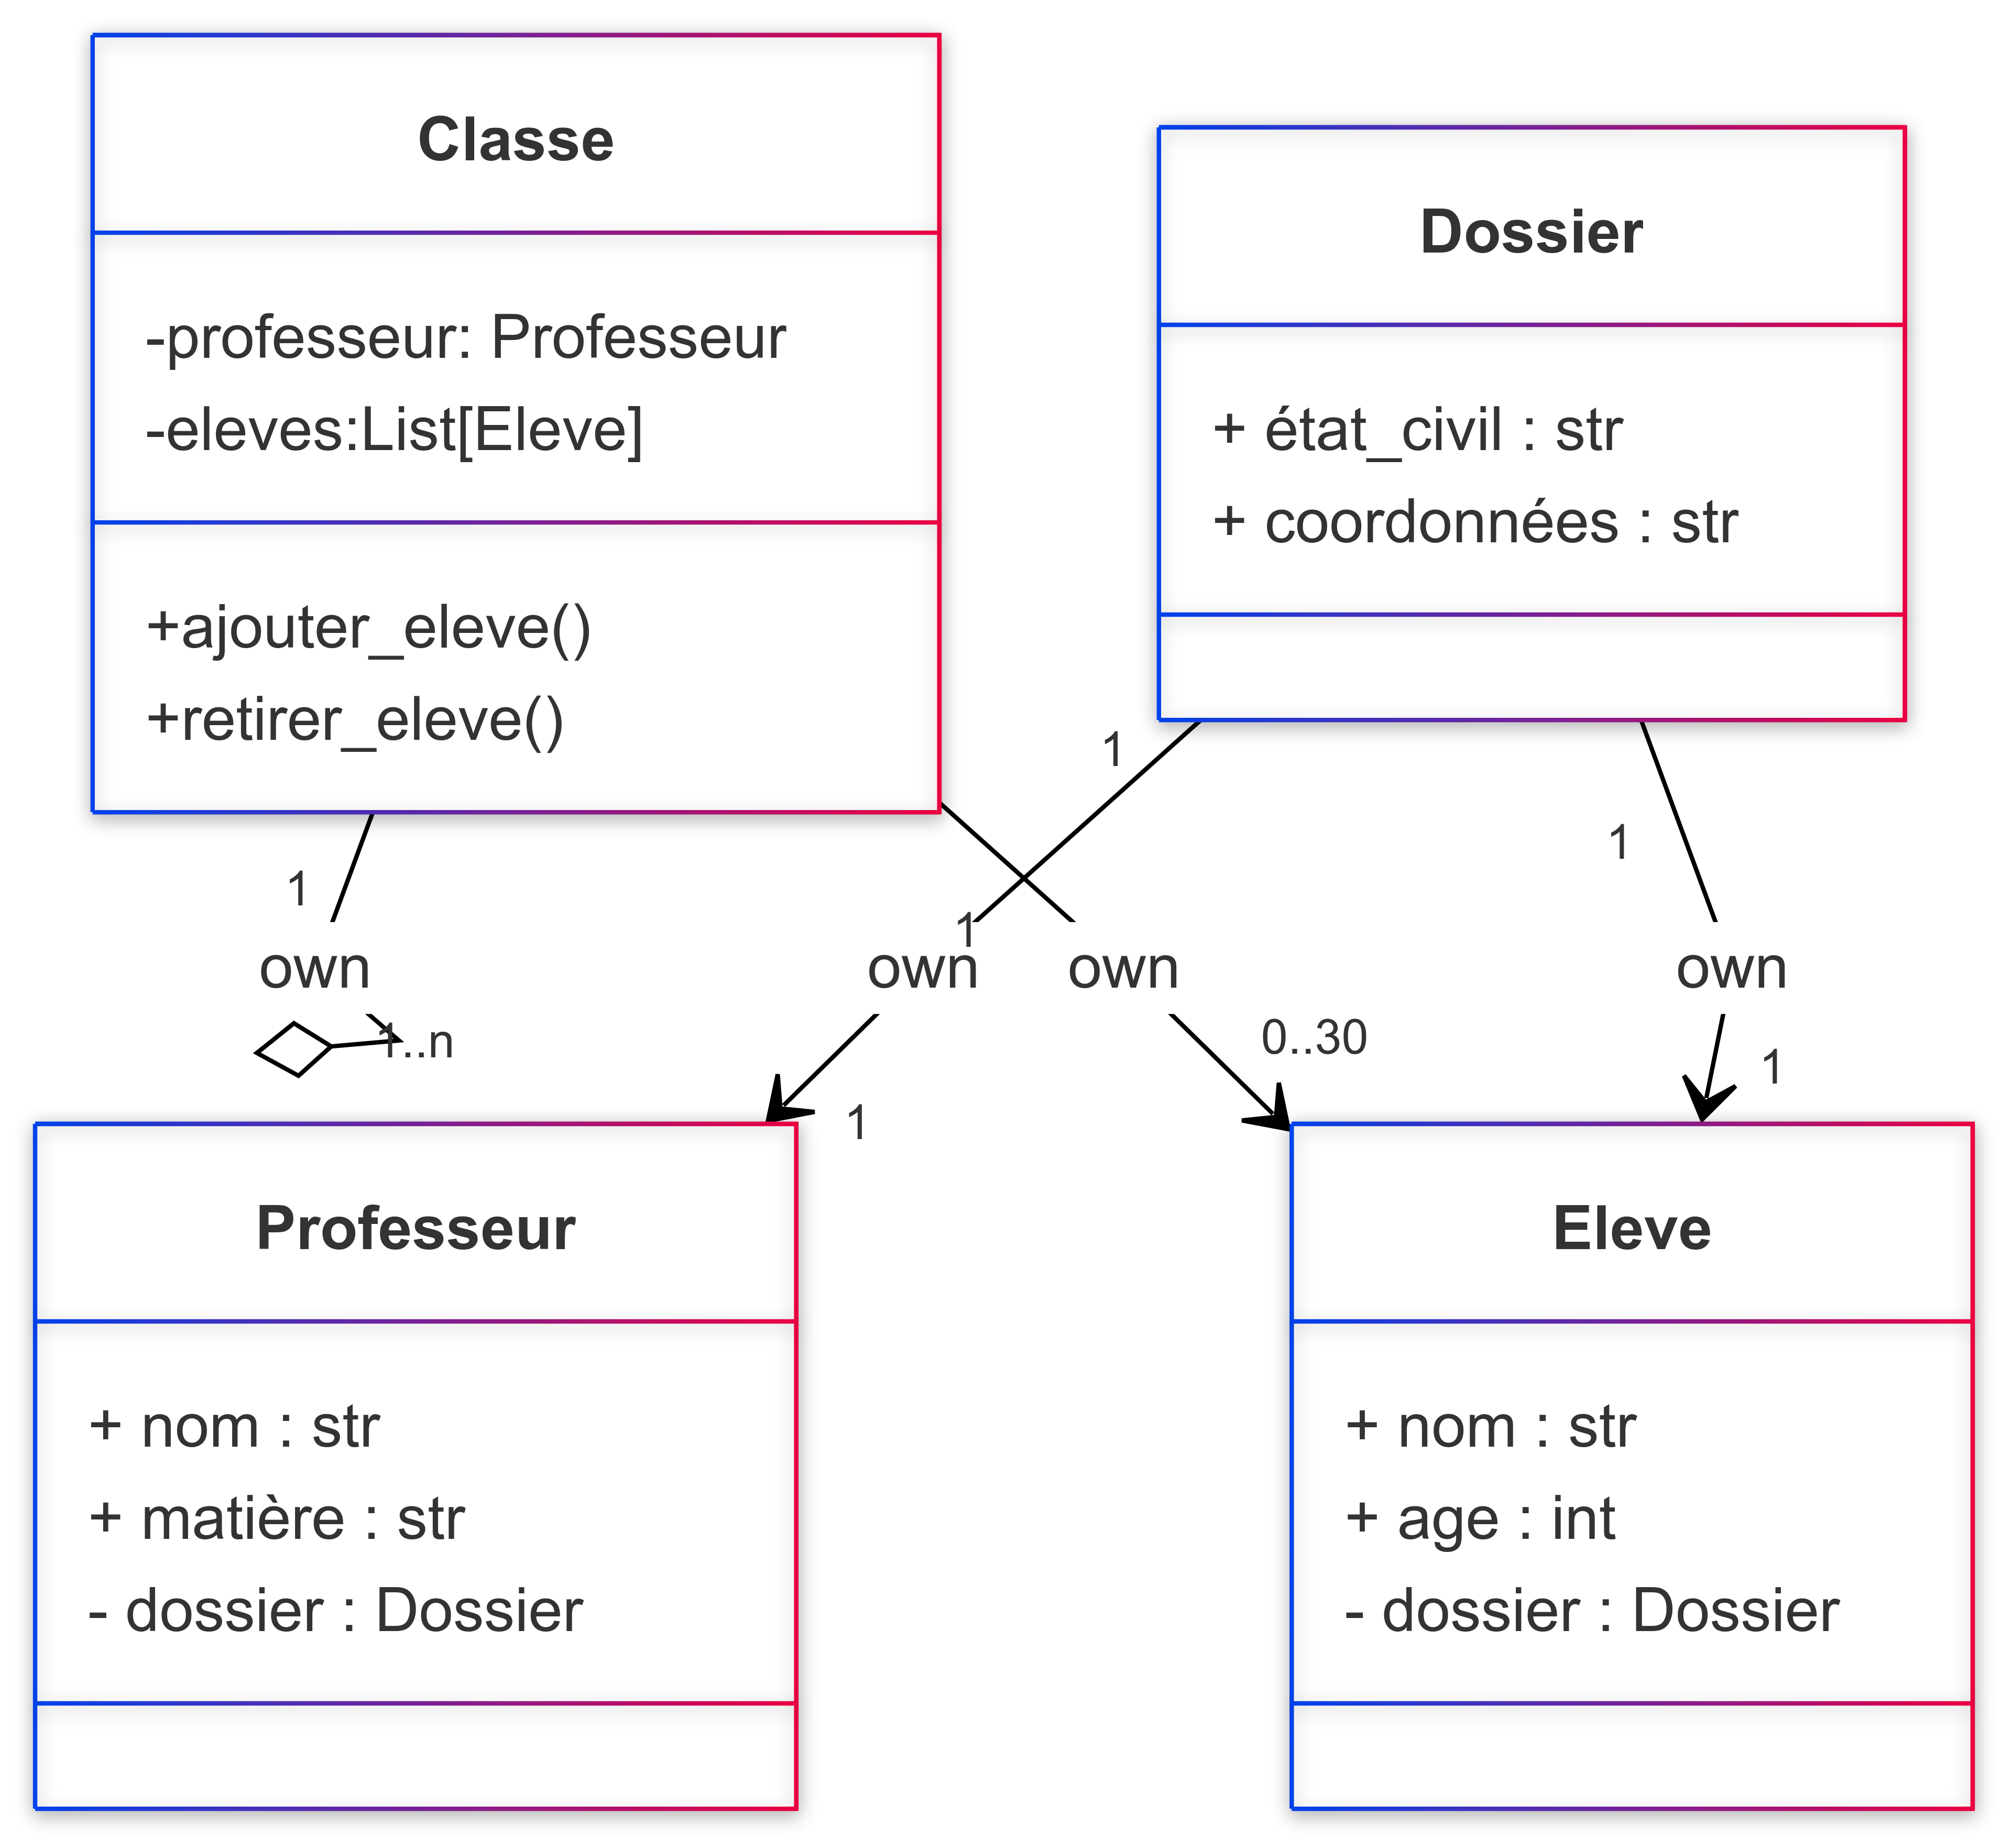 Classe
-professeur: Professeur
-eleves:List[Eleve]
+ajouter_eleve()
+retirer_eleve()
Dossier
+ état_civil : str
+ coordonnées : str
1
1
1
1
own
own
own
own
1..n
0..30
1
1
Professeur
+ nom : str
+ matière : str
- dossier : Dossier
Eleve
+ nom : str
+ age : int
- dossier : Dossier